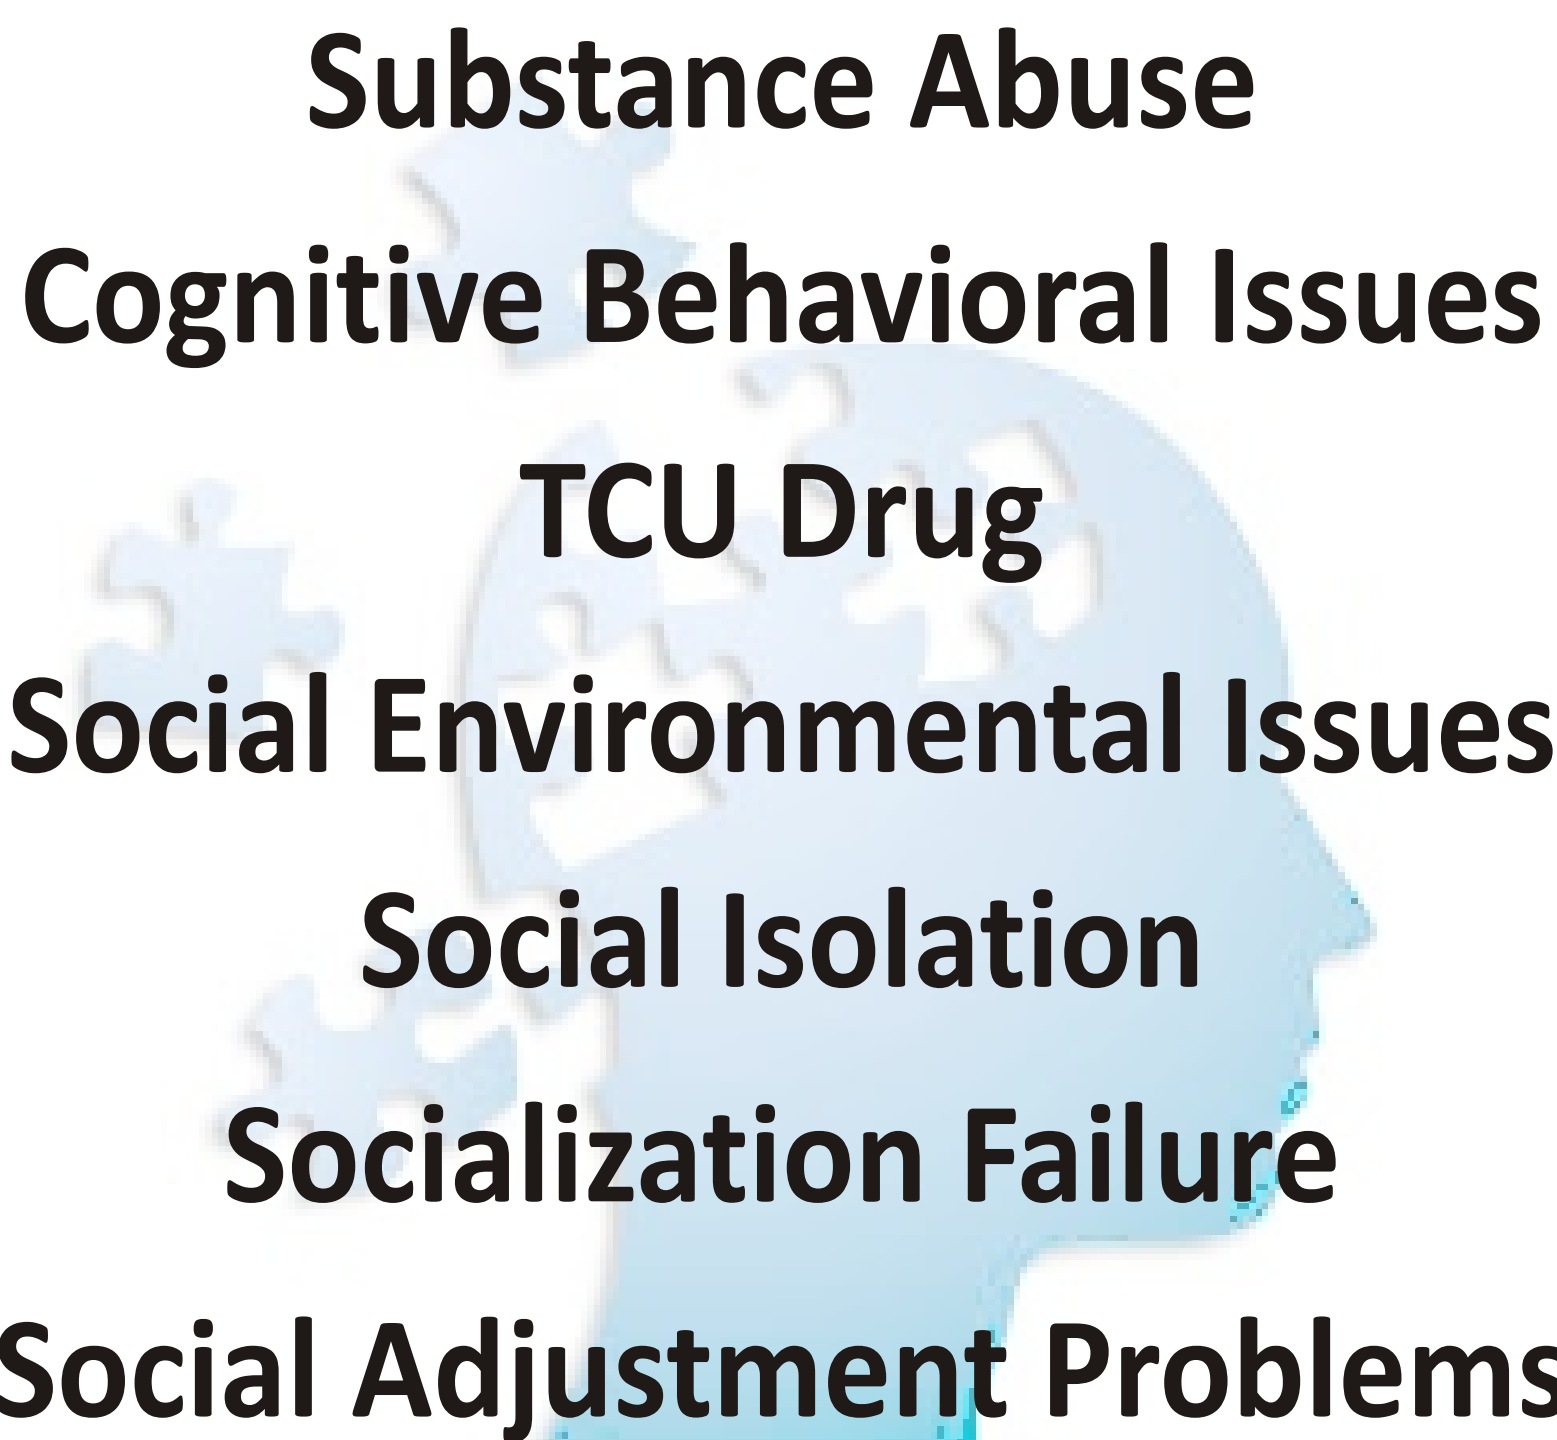 Substance Abuse
Cognitive Behavioral Issues
TCU Drug
Social Environmental Issues
Social Isolation
Socialization Failure
Social Adjustment Problems